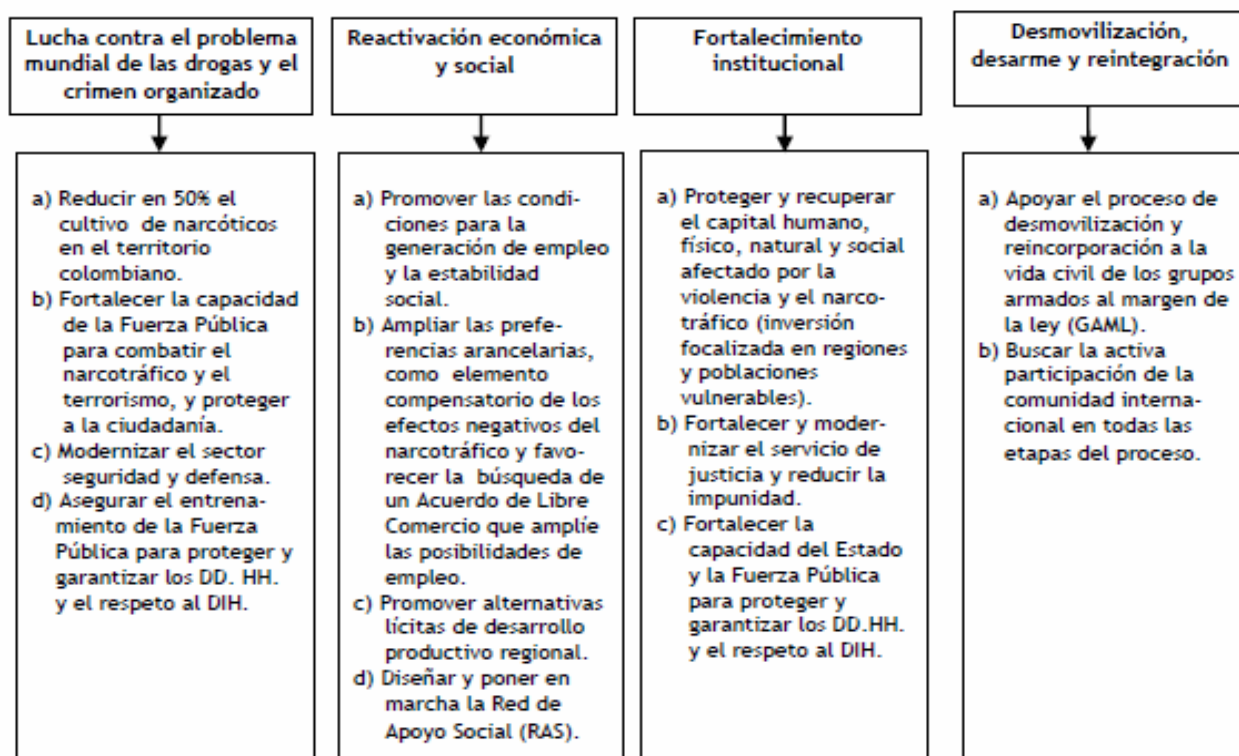 Lucha contra el problema
mundial de las drogas y el
crimen organizado
a) Reducir en 50% el
cultivo de narcóticos
en el territorio
colombiano.
b) Fortalecer la capacidad
de la Fuerza Pública
para combatir el
narcotráfico y el
terrorismo, y proteger
a la ciudadanía.
c) Modernizar el sector
seguridad y defensa.
d) Asegurar el entrena-
miento de la Fuerza
Pública para proteger y
garantizar los DD. HH.
y el respeto al DIH.
Reactivación económica
y social
a) Promover las condi-
ciones para la
generación de empleo
y la estabilidad
social.
b) Ampliar las prefe-
rencias arancelarias,
como elemento
compensatorio de los
efectos negativos del
narcotráfico y favo-
recer la búsqueda de
un Acuerdo de Libre
Comercio que amplíe
las posibilidades de
empleo.
c) Promover alternativas
lícitas de desarrollo
productivo regional.
d) Diseñar y poner en
marcha la Red de
Apoyo Social (RAS).
Fortalecimiento
institucional
a) Proteger y recuperar
el capital humano,
físico, natural y social
afectado por la
violencia y el narco-
tráfico (inversión
focalizada en regiones
y poblaciones
vulnerables).
b) Fortalecer y moder-
nizar el servicio de
justicia y reducir la
impunidad.
c) Fortalecer la
capacidad del Estado
y la Fuerza Pública
para proteger y
garantizar los DD.HH.
y el respeto al DIH.
Desmovilización,
desarme y reintegración
a) Apoyar el proceso de
desmovilización y
reincorporación a la
vida civil de los grupos
armados al margen de
la ley (GAML).
b) Buscar la activa
participación de la
comunidad interna-
cional en todas las
etapas del proceso.